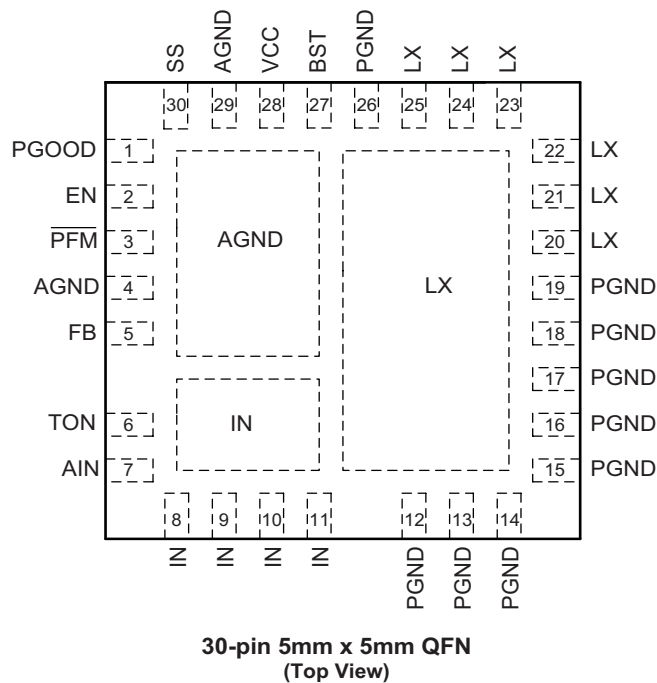 SS AGND VCC BST PGND LX LX LX
30 29 28 27 26 25 24 23
PGOOD 1
EN 2
P̅F̅M̅ 3
AGND 4
FB 5
TON 6
AIN 7
AGND
IN
LX
22 LX
21 LX
20 LX
19 PGND
18 PGND
17 PGND
16 PGND
15 PGND
8 9 10 11 12 13 14
IN IN IN IN PGND PGND PGND
30-pin 5mm x 5mm QFN
(Top View)